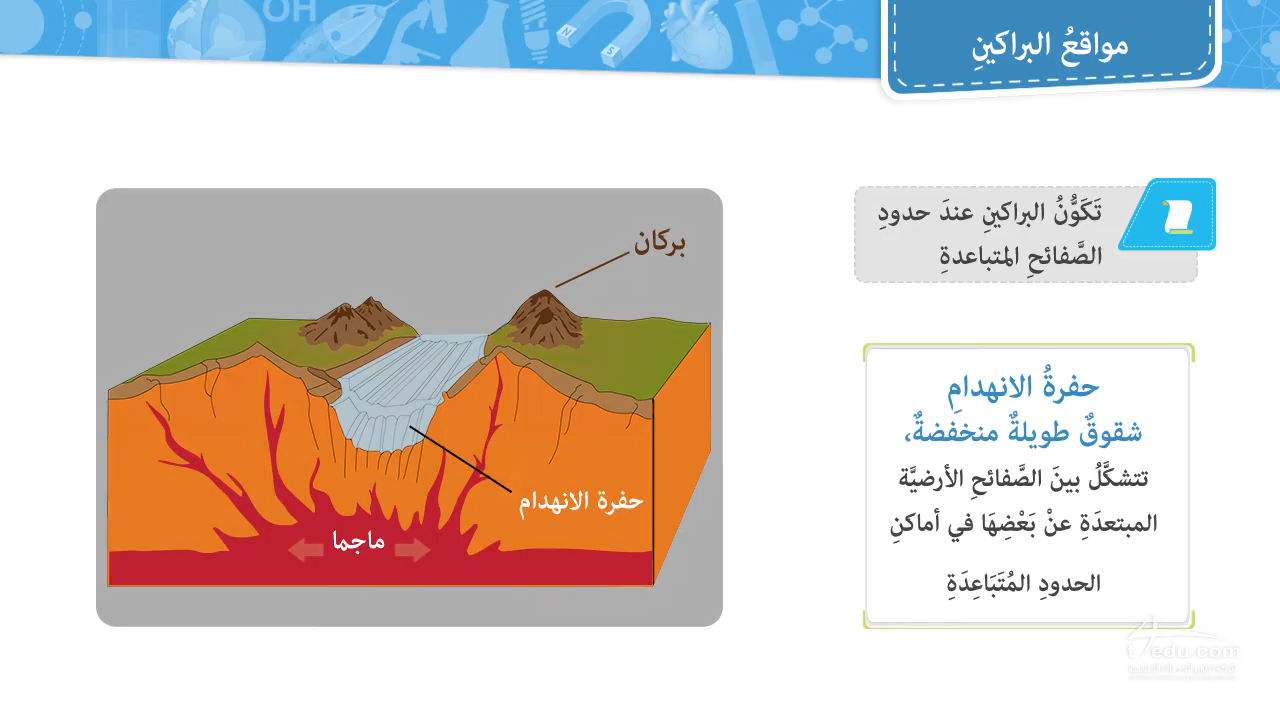 مواقعُ البراكينِ
تَكَوُّنُ البراكينِ عندَ حدودِ
الصَّفائحِ المتباعدةِ
حفرةُ الانهدامِ
شقوقٌ طويلةٌ منخفضةٌ،
تتشكَّلُ بينَ الصَّفائحِ الأرضيَّة
المبتعدَةِ عنْ بَعْضِهَا في أماكنِ
الحدودِ المُتَبَاعِدَةِ
بركان
حفرة الانهدام
ماجما
OH
N
S
t4edu.com